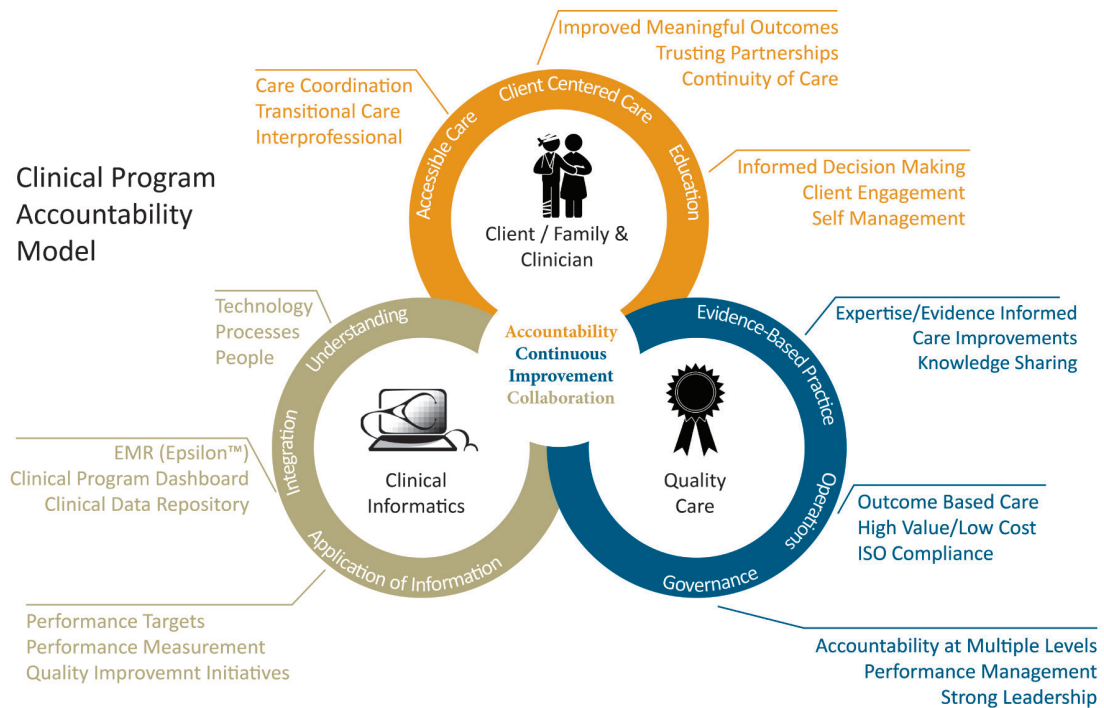 Clinical Program
Accountability
Model
Improved Meaningful Outcomes
Trusting Partnerships
Continuity of Care
Care Coordination
Transitional Care
Interprofessional
Accessible Care
Client Centered Care
Education
Informed Decision Making
Client Engagement
Self Management
Client / Family &
Clinician
Technology
Processes
People
Understanding
Integration
Application of Information
EMR (Epsilon™)
Clinical Program Dashboard
Clinical Data Repository
Clinical
Informatics
Performance Targets
Performance Measurement
Quality Improvemnt Initiatives
Accountability
Continuous
Improvement
Collaboration
Evidence-Based Practice
Operations
Governance
Expertise/Evidence Informed
Care Improvements
Knowledge Sharing
Quality
Care
Outcome Based Care
High Value/Low Cost
ISO Compliance
Accountability at Multiple Levels
Performance Management
Strong Leadership